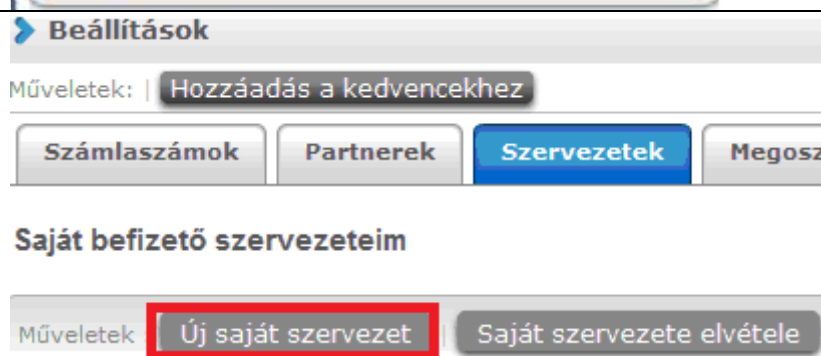 Beállítások
Műveletek: | Hozzáadás a kedvencekhez
Számlaszámok Partnerek Szervezetek
Saját befizető szervezeteim
Műveletek : Új saját szervezet | Saját szervezete elvétele